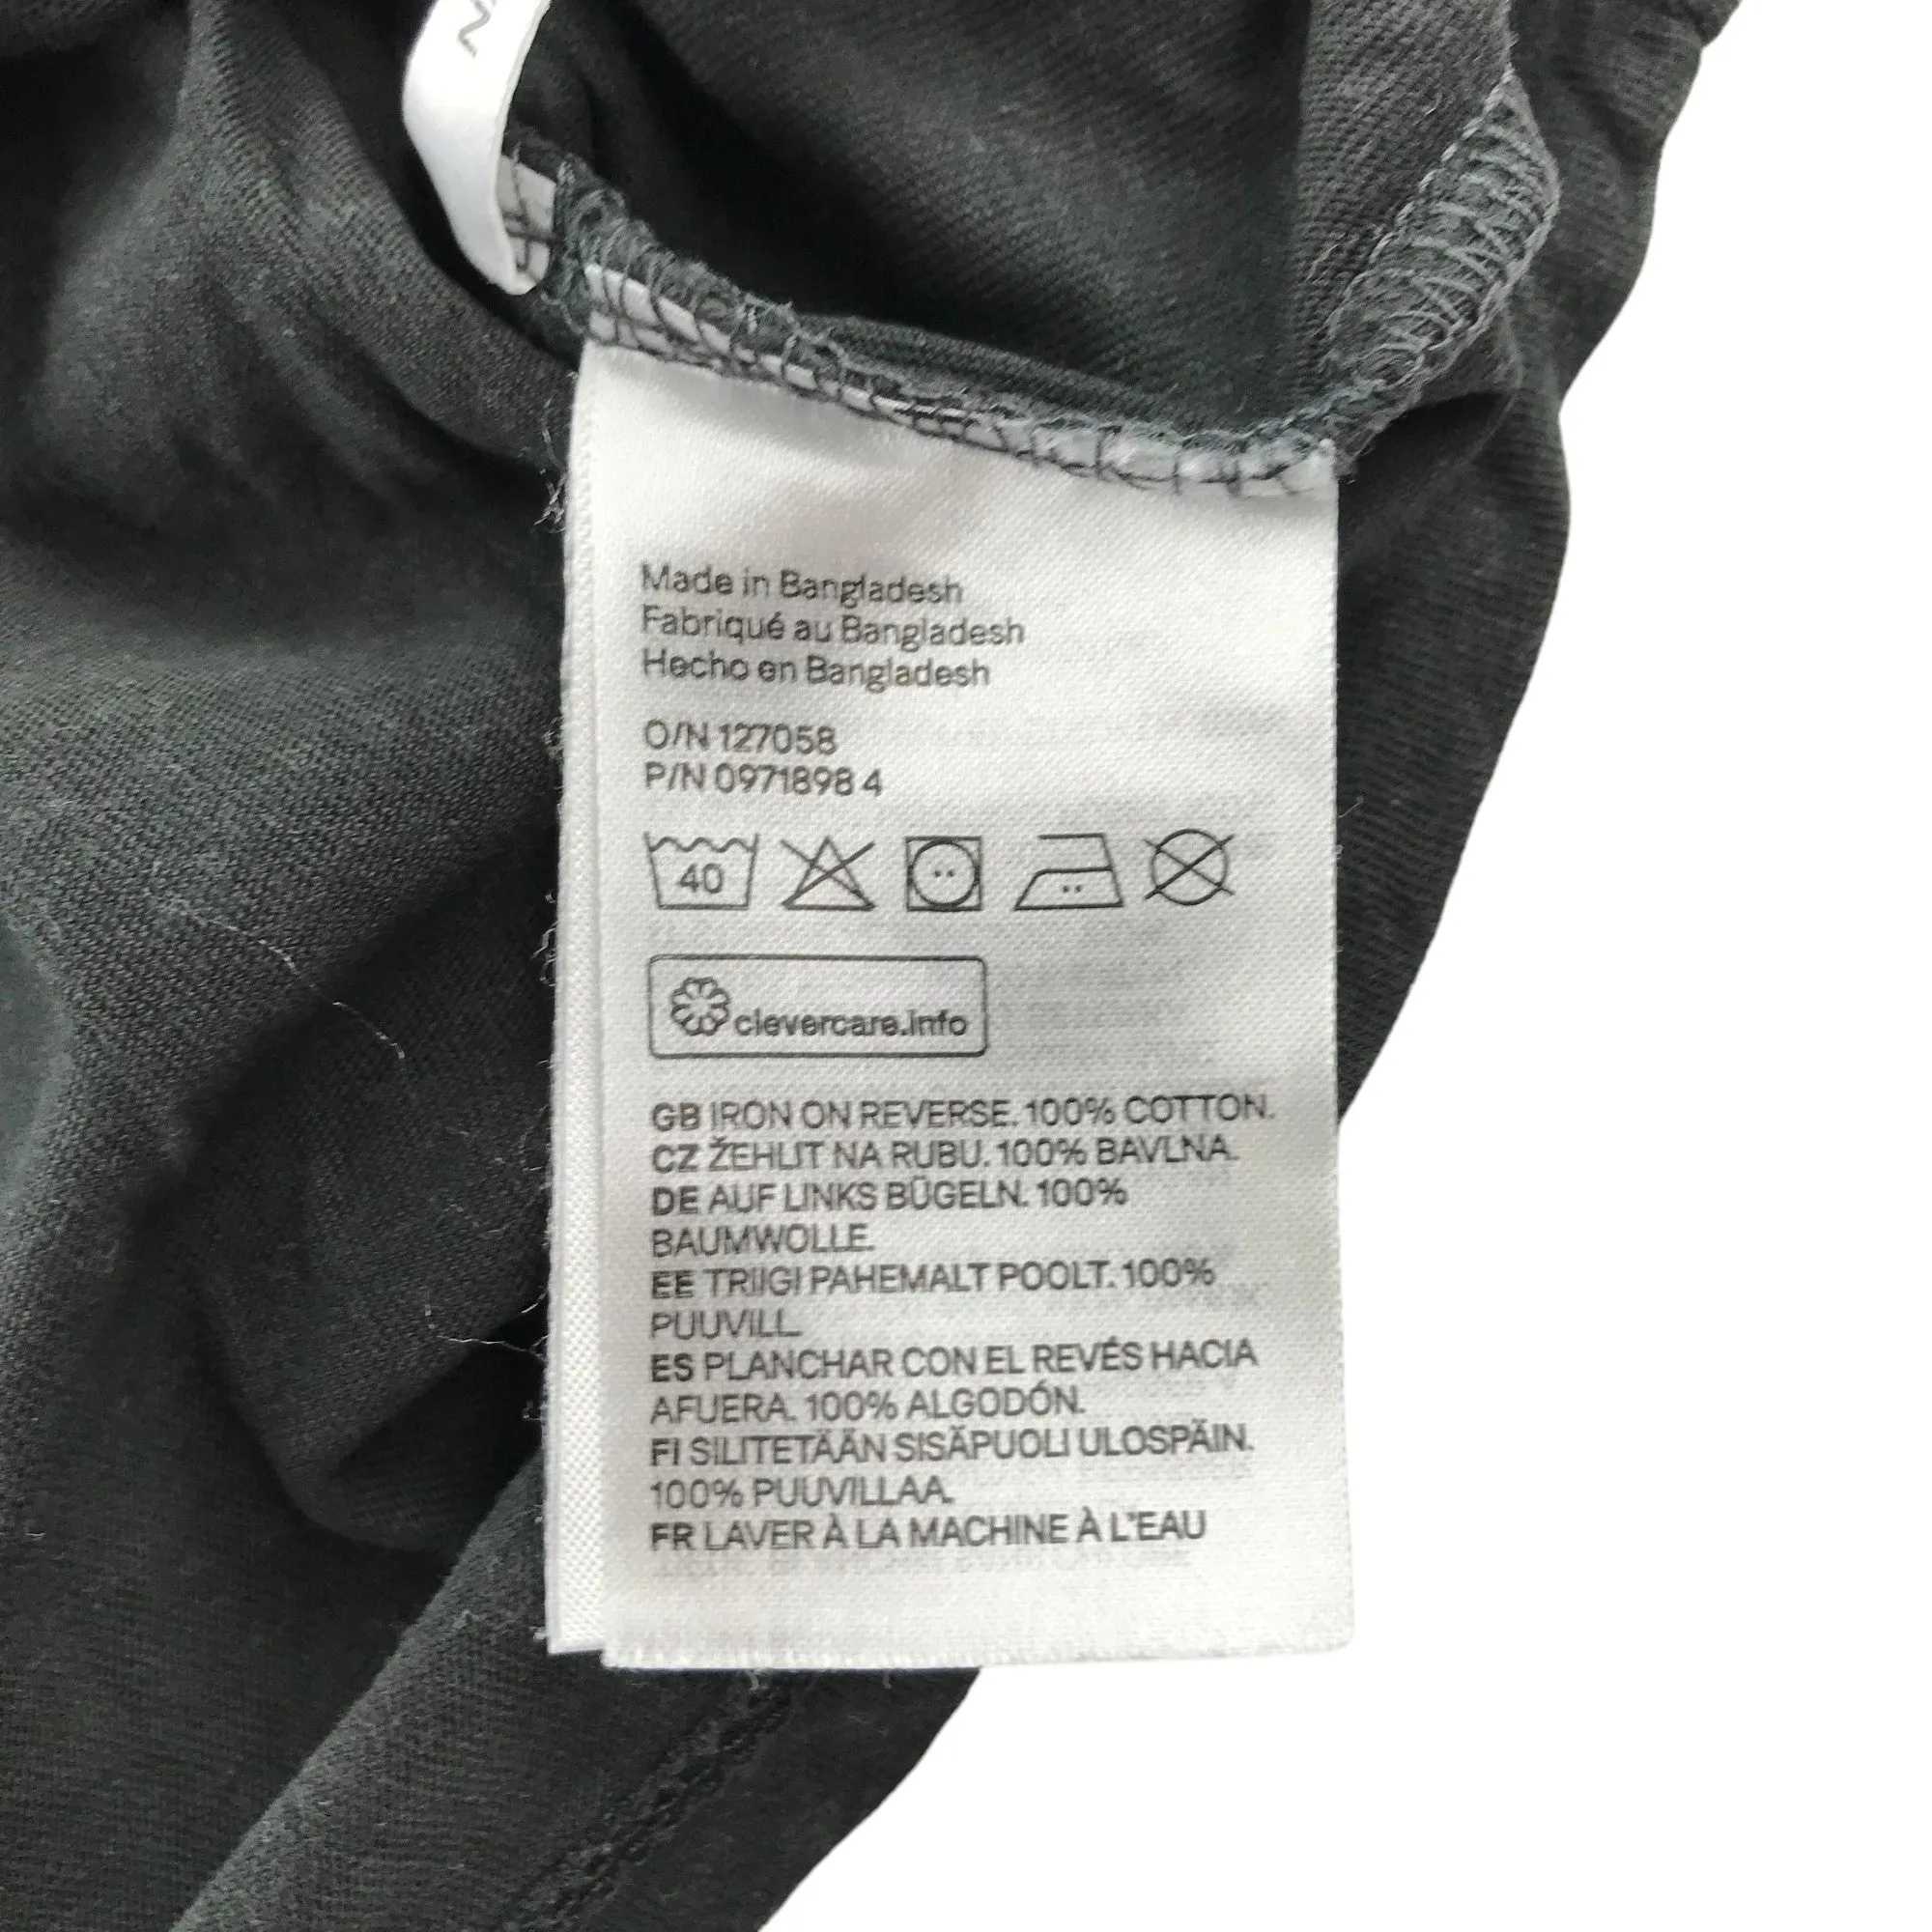 Made in Bangladesh
Fabriqué au Bangladesh
Hecho en Bangladesh
O/N 127058
P/N 0971898 4
40
clevercare.info
GB IRON ON REVERSE. 100% COTTON.
CZ ŽEHLIT NA RUBU. 100% BAVLNA.
DE AUF LINKS BÜGELN. 100%
BAUMWOLLE.
EE TRIIGI PAHEMALT POOLT. 100%
PUUVILL.
ES PLANCHAR CON EL REVÉS HACIA
AFUERA. 100% ALGODÓN.
FI SILITETÄÄN SISÄPUOLI ULOSPÄIN.
100% PUUVILLAA.
FR LAVER À LA MACHINE À L'EAU